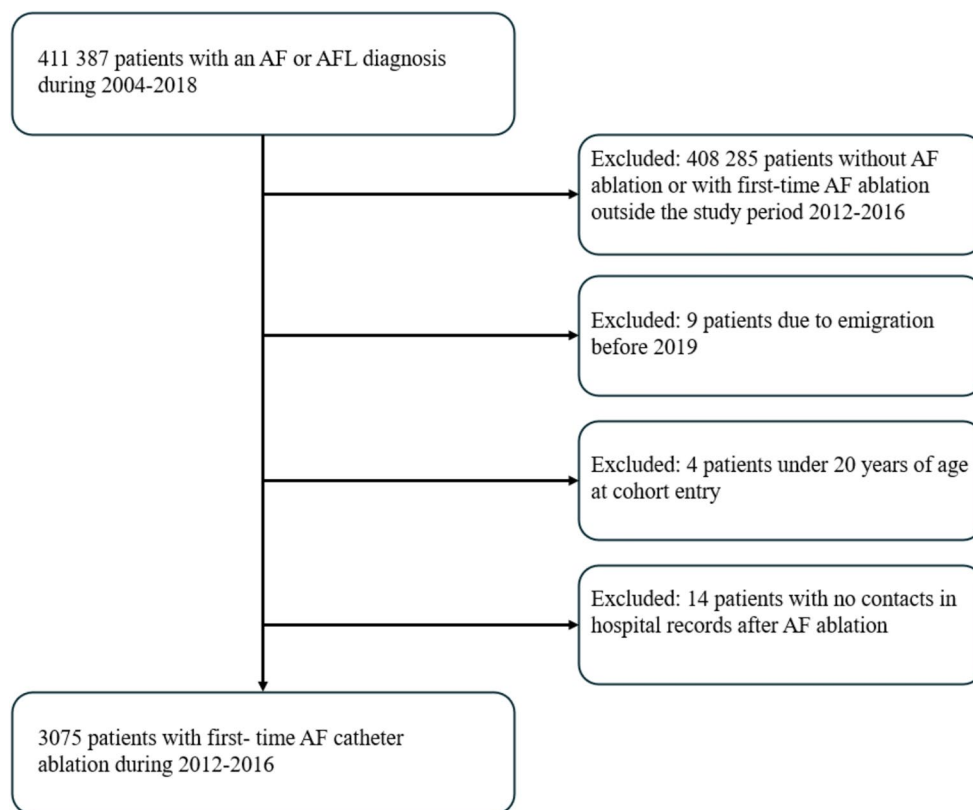 411 387 patients with an AF or AFL diagnosis
during 2004-2018
Excluded: 408 285 patients without AF
ablation or with first-time AF ablation
outside the study period 2012-2016
Excluded: 9 patients due to emigration
before 2019
Excluded: 4 patients under 20 years of age
at cohort entry
Excluded: 14 patients with no contacts in
hospital records after AF ablation
3075 patients with first- time AF catheter
ablation during 2012-2016